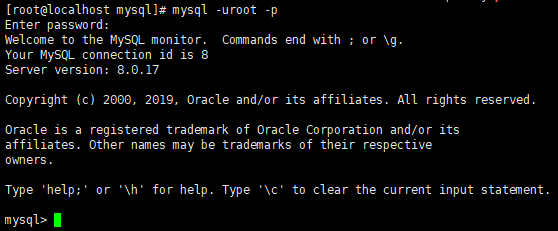 [root@localhost mysql]# mysql -uroot -p
Enter password:
Welcome to the MySQL monitor.  Commands end with ; or \g.
Your MySQL connection id is 8
Server version: 8.0.17
Copyright (c) 2000, 2019, Oracle and/or its affiliates. All rights reserved.
Oracle is a registered trademark of Oracle Corporation and/or its
affiliates. Other names may be trademarks of their respective
owners.
Type 'help;' or '\h' for help. Type '\c' to clear the current input statement.
mysql>